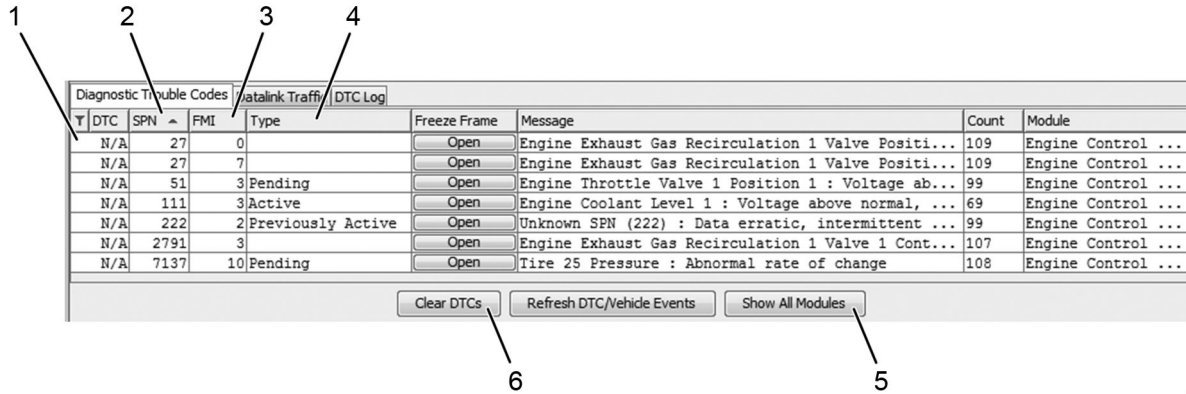 1 2 3 4
Diagnostic Trouble Codes Datalink Traffic DTC Log
DTC SPN FMI Type Freeze Frame Message Count Module
N/A 27 0 Open Engine Exhaust Gas Recirculation 1 Valve Positi... 109 Engine Control ...
N/A 27 7 Open Engine Exhaust Gas Recirculation 1 Valve Positi... 109 Engine Control ...
N/A 51 3 Pending Open Engine Throttle Valve 1 Position 1 : Voltage ab... 99 Engine Control ...
N/A 111 3 Active Open Engine Coolant Level 1 : Voltage above normal, ... 69 Engine Control ...
N/A 222 2 Previously Active Open Unknown SPN (222) : Data erratic, intermittent ... 99 Engine Control ...
N/A 2791 3 Open Engine Exhaust Gas Recirculation 1 Valve 1 Cont... 107 Engine Control ...
N/A 7137 10 Pending Open Tire 25 Pressure : Abnormal rate of change 108 Engine Control ...
Clear DTCs Refresh DTC/Vehicle Events Show All Modules
6 5